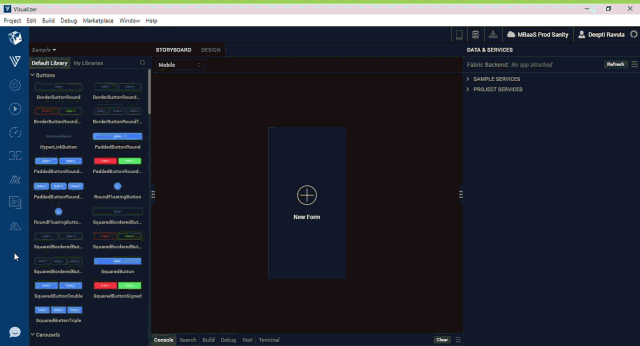 Visualizer
Project Edit Build Debug Marketplace Window Help
MBaaS Prod Sanity
Deepti Ravula
Sample
STORYBOARD
DESIGN
DATA & SERVICES
Default Library
My Libraries
Mobile
Fabric Backend: No app attached
Refresh
Buttons
SAMPLE SERVICES
PROJECT SERVICES
BorderButtonRound
BorderButtonRound...
BorderButtonRound...
BorderButtonRoundT...
HyperLinkButton
PaddedButtonRound
PaddedButtonRound...
PaddedButtonRound...
PaddedButtonRound...
RoundFloatingButton
RoundFloatingButto...
SquaredBorderedBut...
SquaredBorderedBut...
SquaredBorderedBut...
SquaredBorderedBut...
SquaredButton
SquaredButtonDouble
SquaredButtonSigned
SquaredButtonTriple
New Form
Carousels
Console
Search
Build
Debug
Test
Terminal
Clear